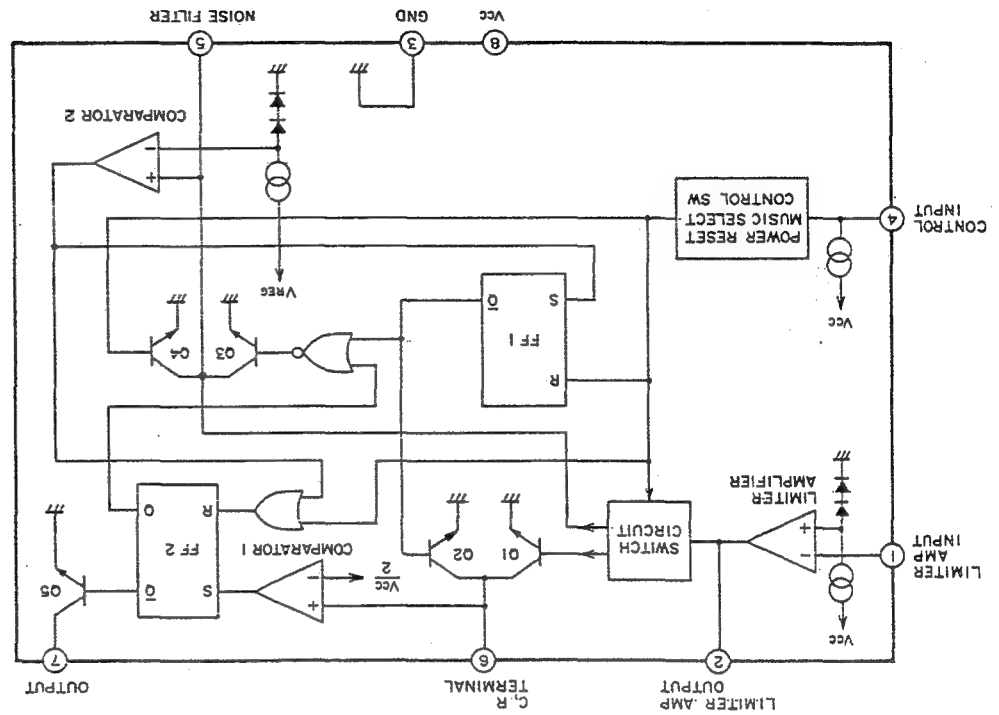 LIMITER AMP
OUTPUT
2
C,R
TERMINAL
6
OUTPUT
7
Vcc
LIMITER
AMP
INPUT
1
-
+
LIMITER
AMPLIFIER
SWITCH
CIRCUIT
Q1
Q2
+
-
Vcc
2
COMPARATOR 1
S
R
FF 2
Q̅
Q
Q5
R
S
FF 1
Q̅
Q3
Q4
Vcc
CONTROL
INPUT
4
POWER RESET
MUSIC SELECT
CONTROL SW
VREG
+
-
COMPARATOR 2
8
Vcc
3
GND
5
NOISE FILTER